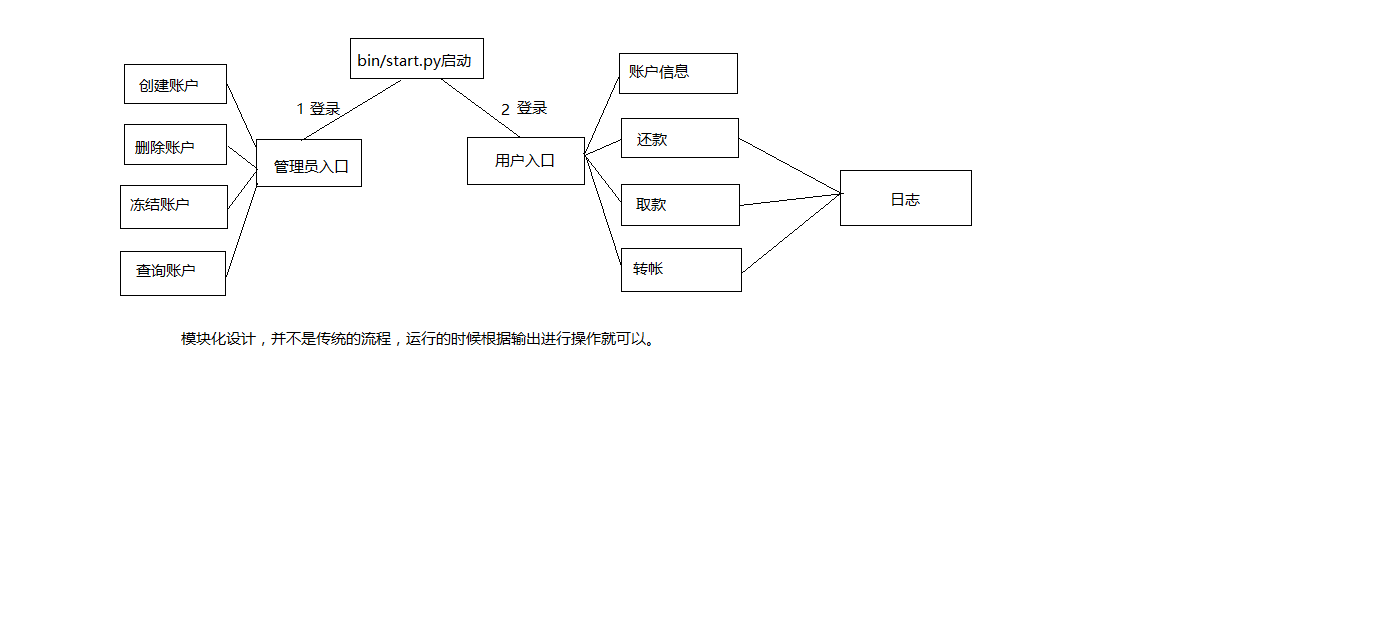 bin/start.py启动
1 登录
2 登录
创建账户
删除账户
冻结账户
查询账户
管理员入口
用户入口
账户信息
还款
取款
转帐
日志
模块化设计，并不是传统的流程，运行的时候根据输出进行操作就可以。